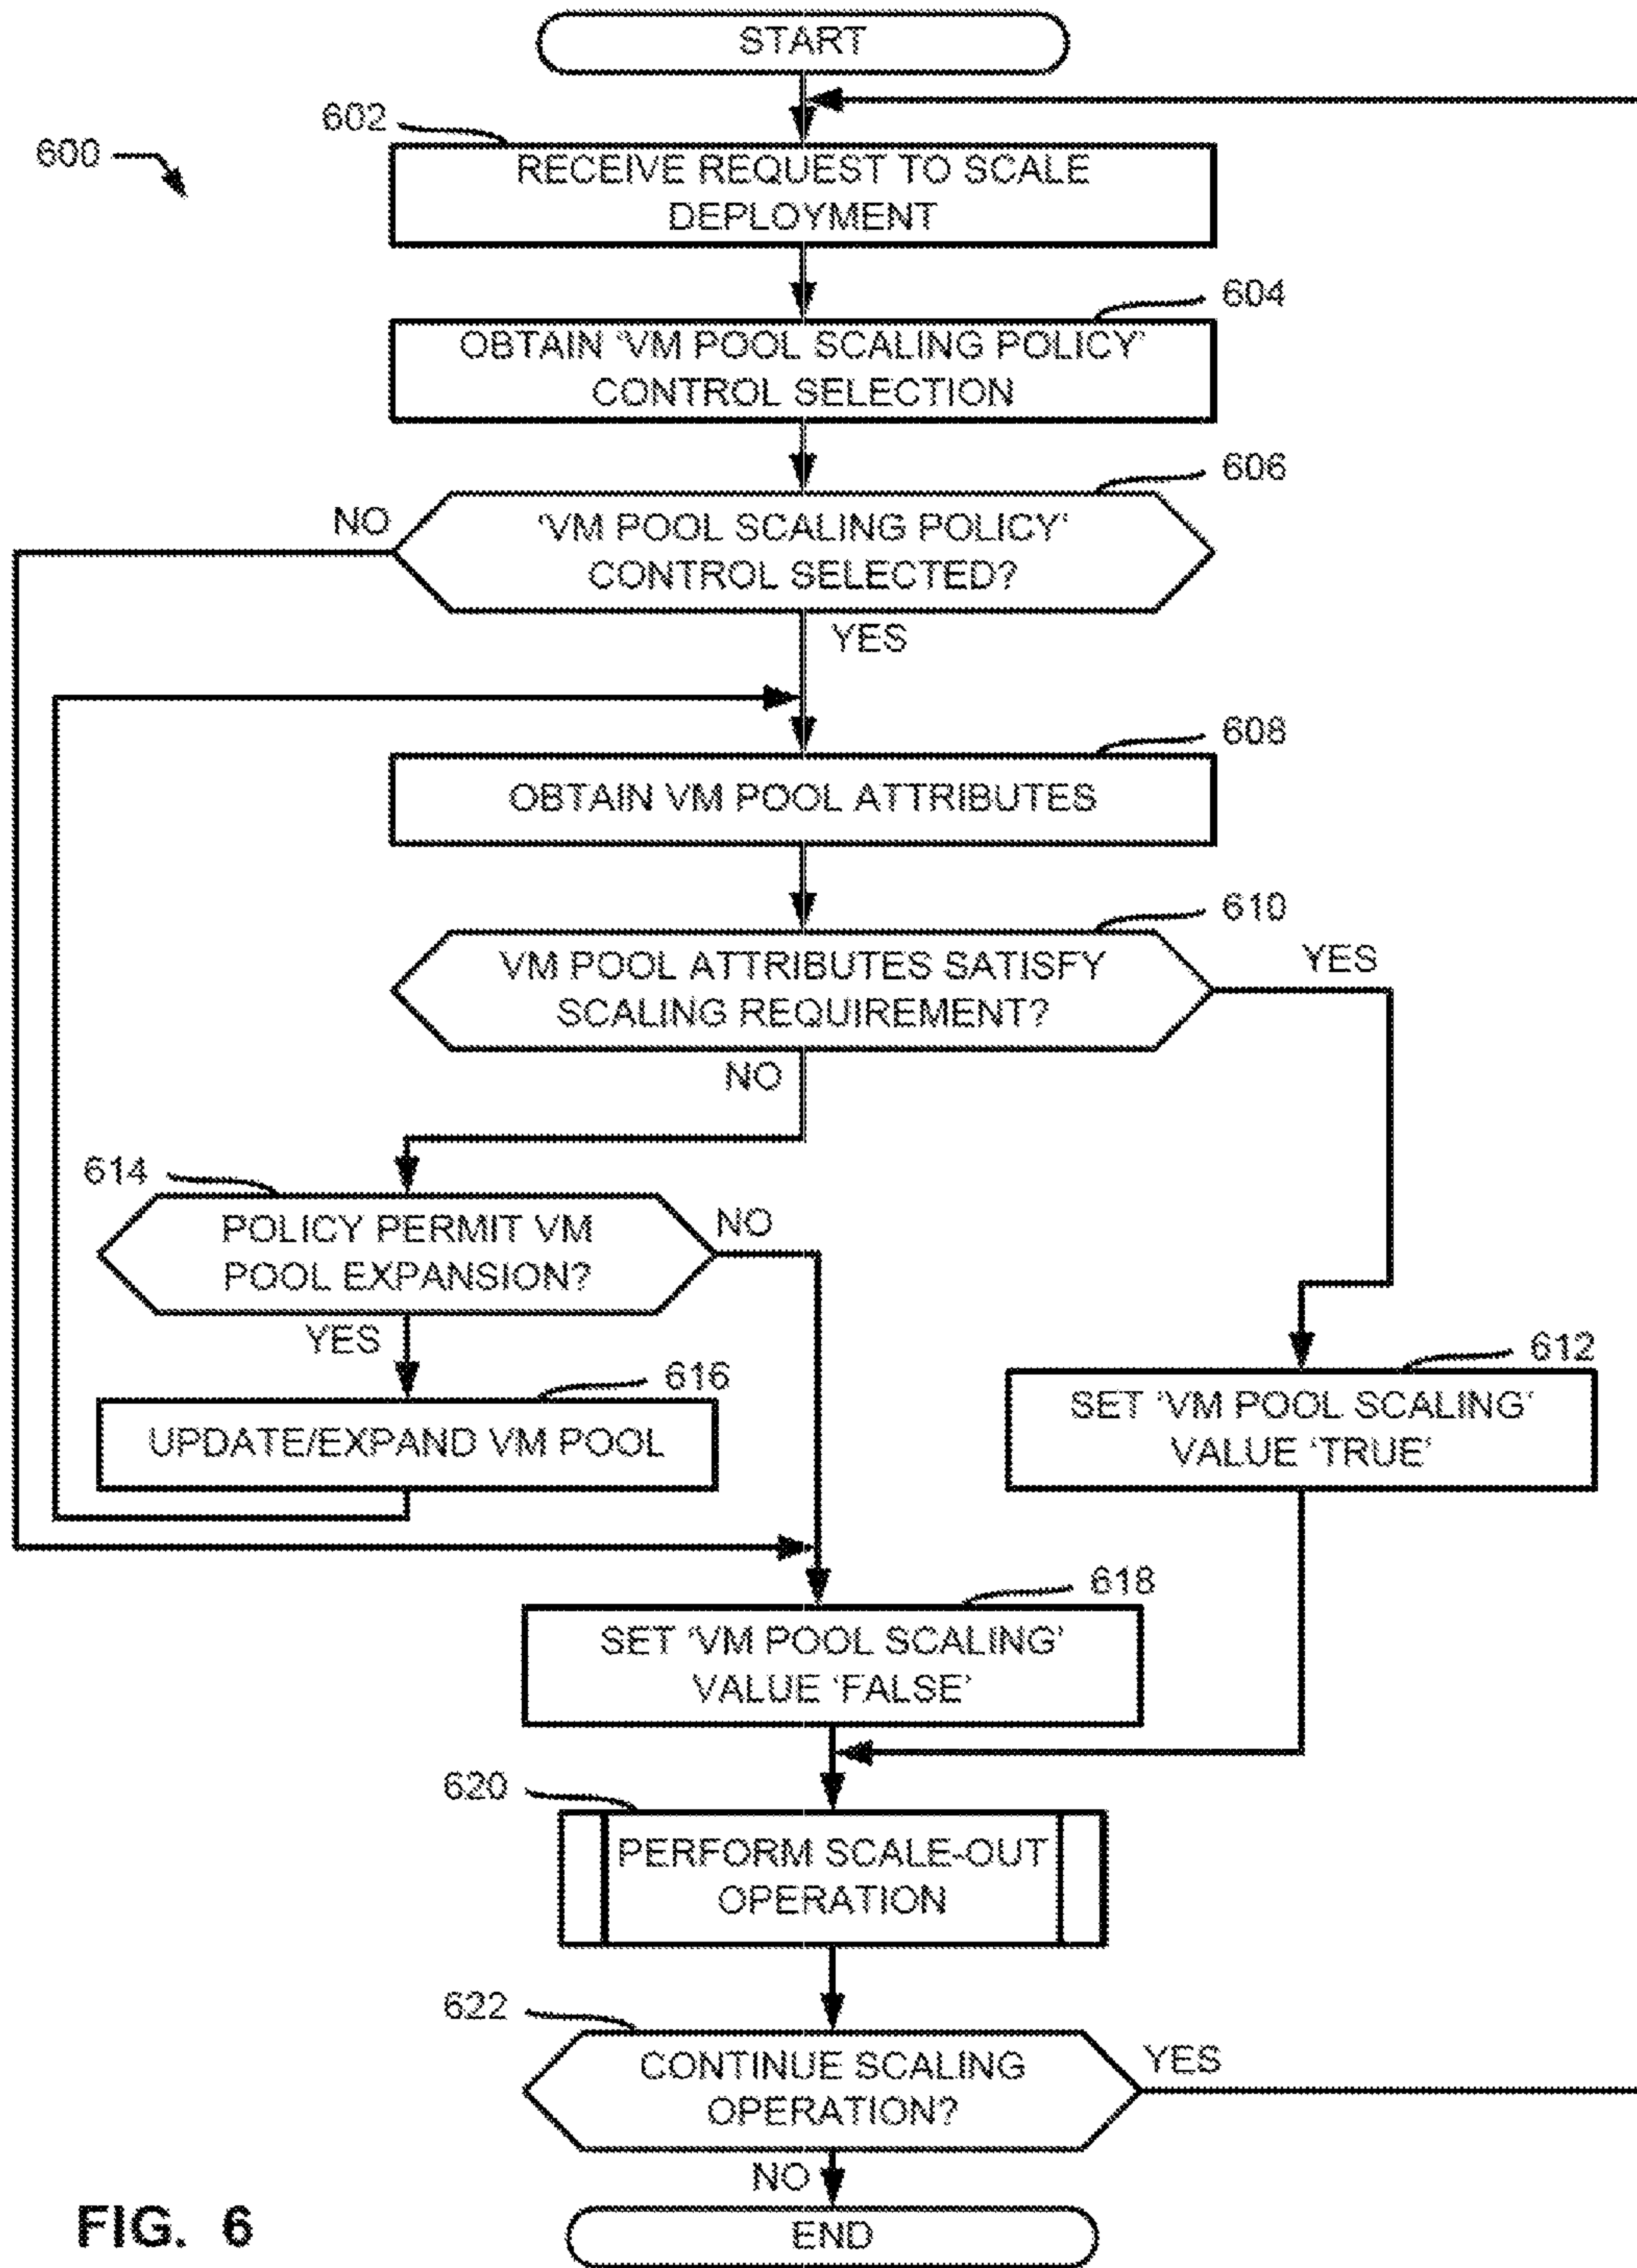 START
602
600
RECEIVE REQUEST TO SCALE
DEPLOYMENT
604
OBTAIN ‘VM POOL SCALING POLICY’
CONTROL SELECTION
606
NO
‘VM POOL SCALING POLICY‘
CONTROL SELECTED?
YES
608
OBTAIN VM POOL ATTRIBUTES
610
VM POOL ATTRIBUTES SATISFY
SCALING REQUIREMENT?
YES
NO
614
POLICY PERMIT VM
POOL EXPANSION?
NO
YES
616
UPDATE/EXPAND VM POOL
612
SET ‘VM POOL SCALING‘
VALUE ‘TRUE’
618
SET ‘VM POOL SCALING’
VALUE ‘FALSE’
620
PERFORM SCALE-OUT
OPERATION
622
CONTINUE SCALING
OPERATION?
YES
NO
END
FIG. 6